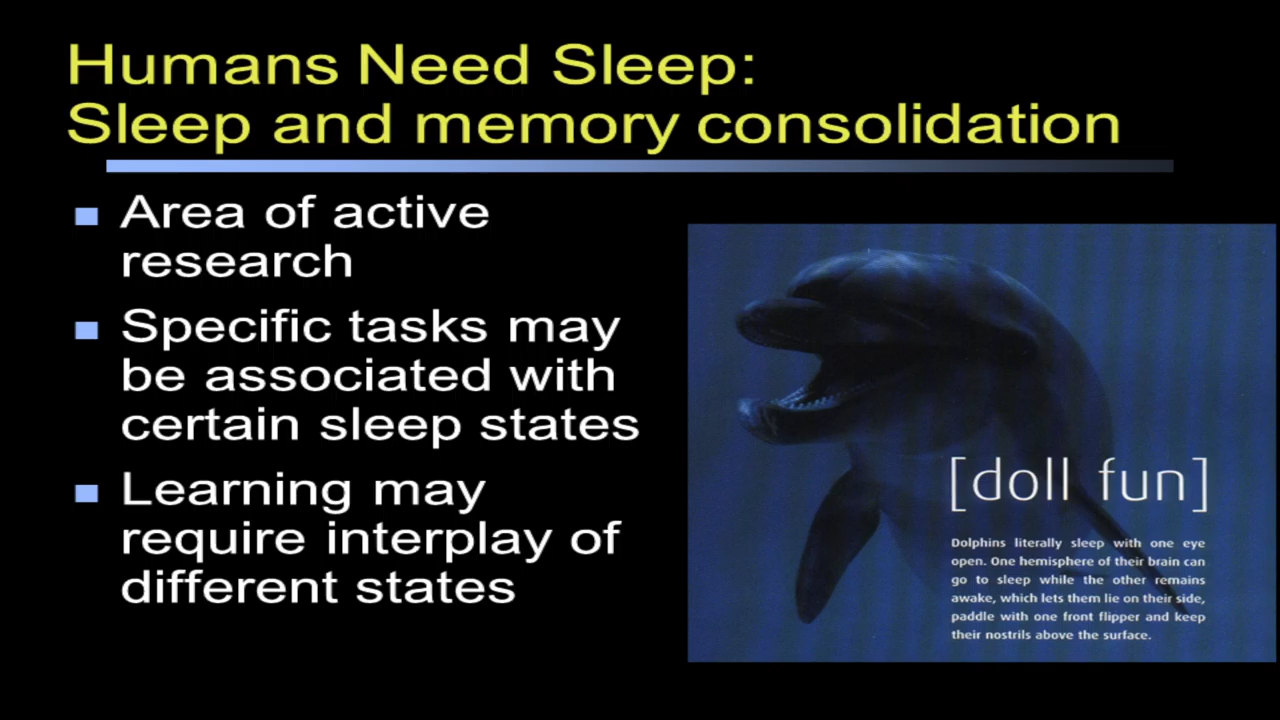 Humans Need Sleep:
Sleep and memory consolidation
Area of active
research
Specific tasks may
be associated with
certain sleep states
Learning may
require interplay of
different states
[doll fun]
Dolphins literally sleep with one eye
open. One hemisphere of their brain can
go to sleep while the other remains
awake, which lets them lie on their side,
paddle with one front flipper and keep
their nostrils above the surface.